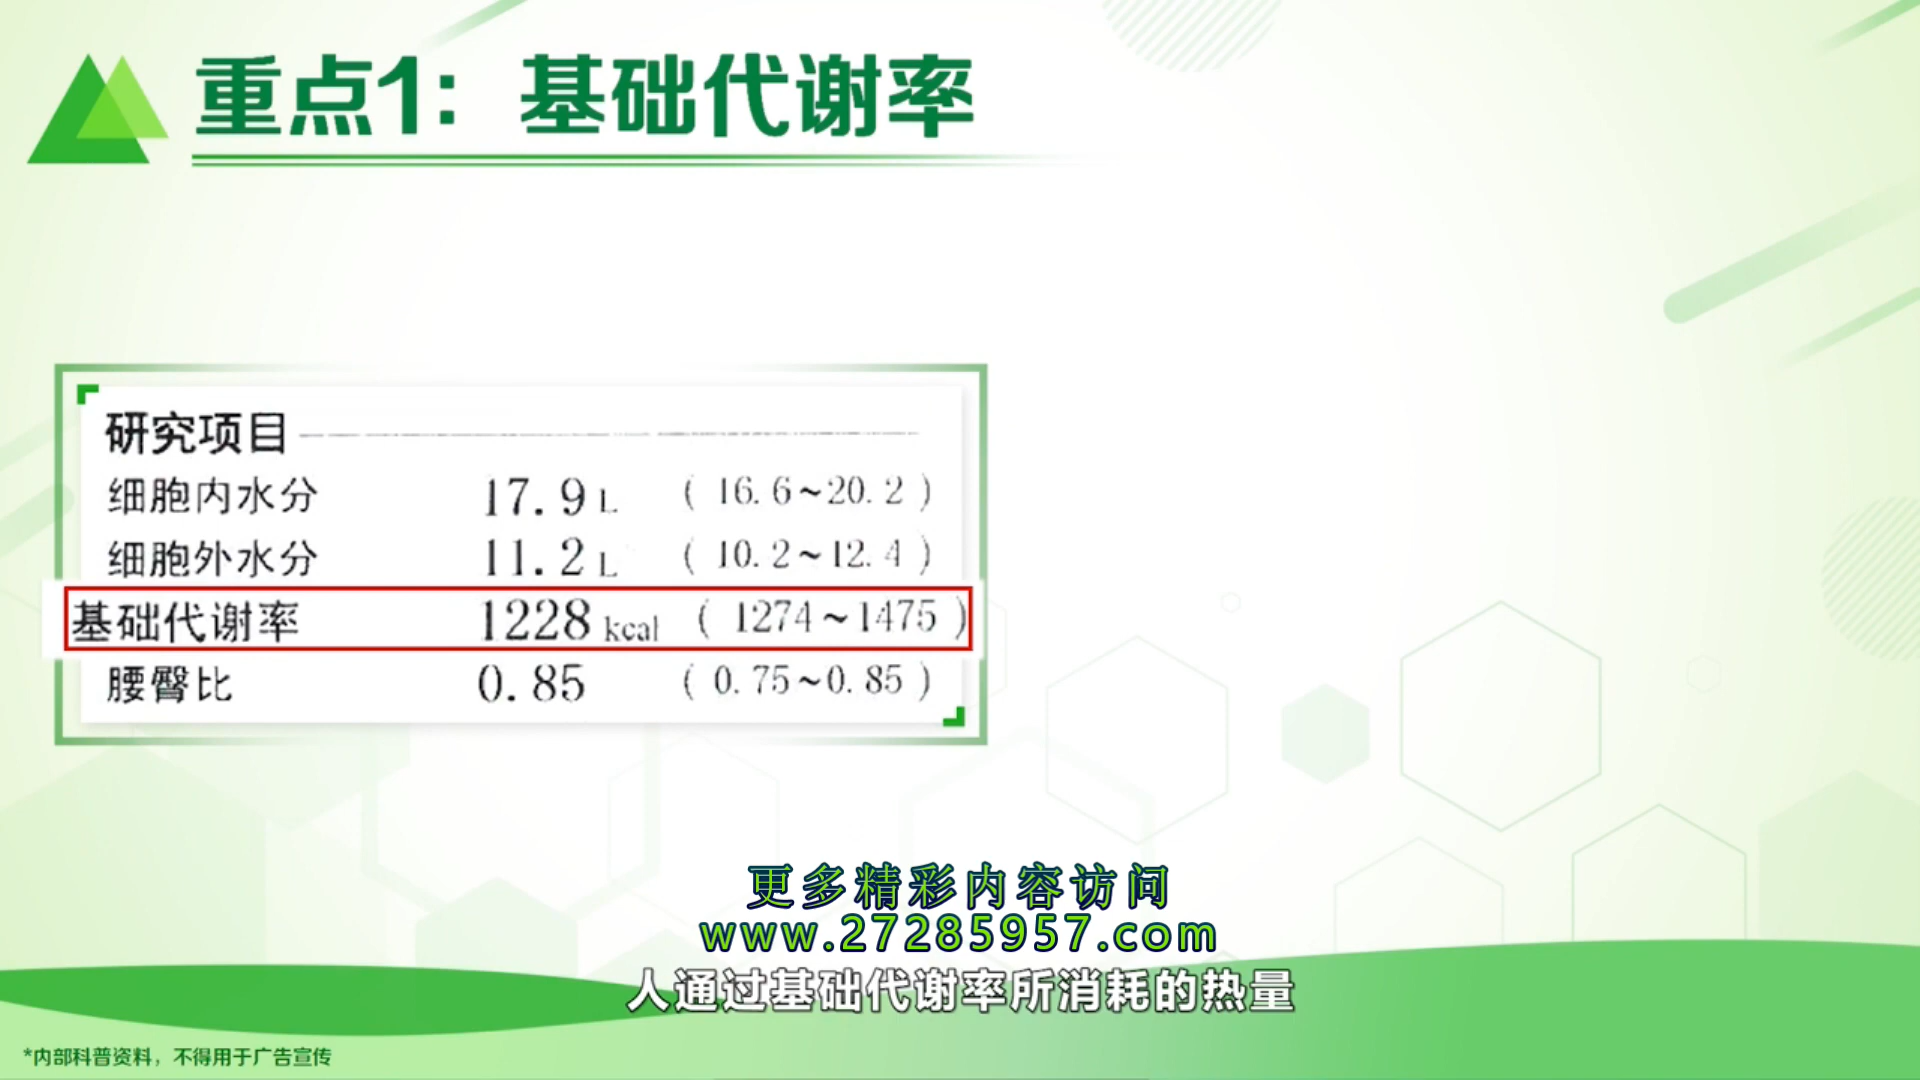 重点1：基础代谢率
研究项目
细胞内水分 17.9 L （ 16.6~20.2 ）
细胞外水分 11.2 L （ 10.2~12.4 ）
基础代谢率 1228 kcal （ 1274~1475 ）
腰臀比 0.85 （ 0.75~0.85 ）
更多精彩内容访问
www.27285957.com
人通过基础代谢率所消耗的热量
*内部科普资料，不得用于广告宣传